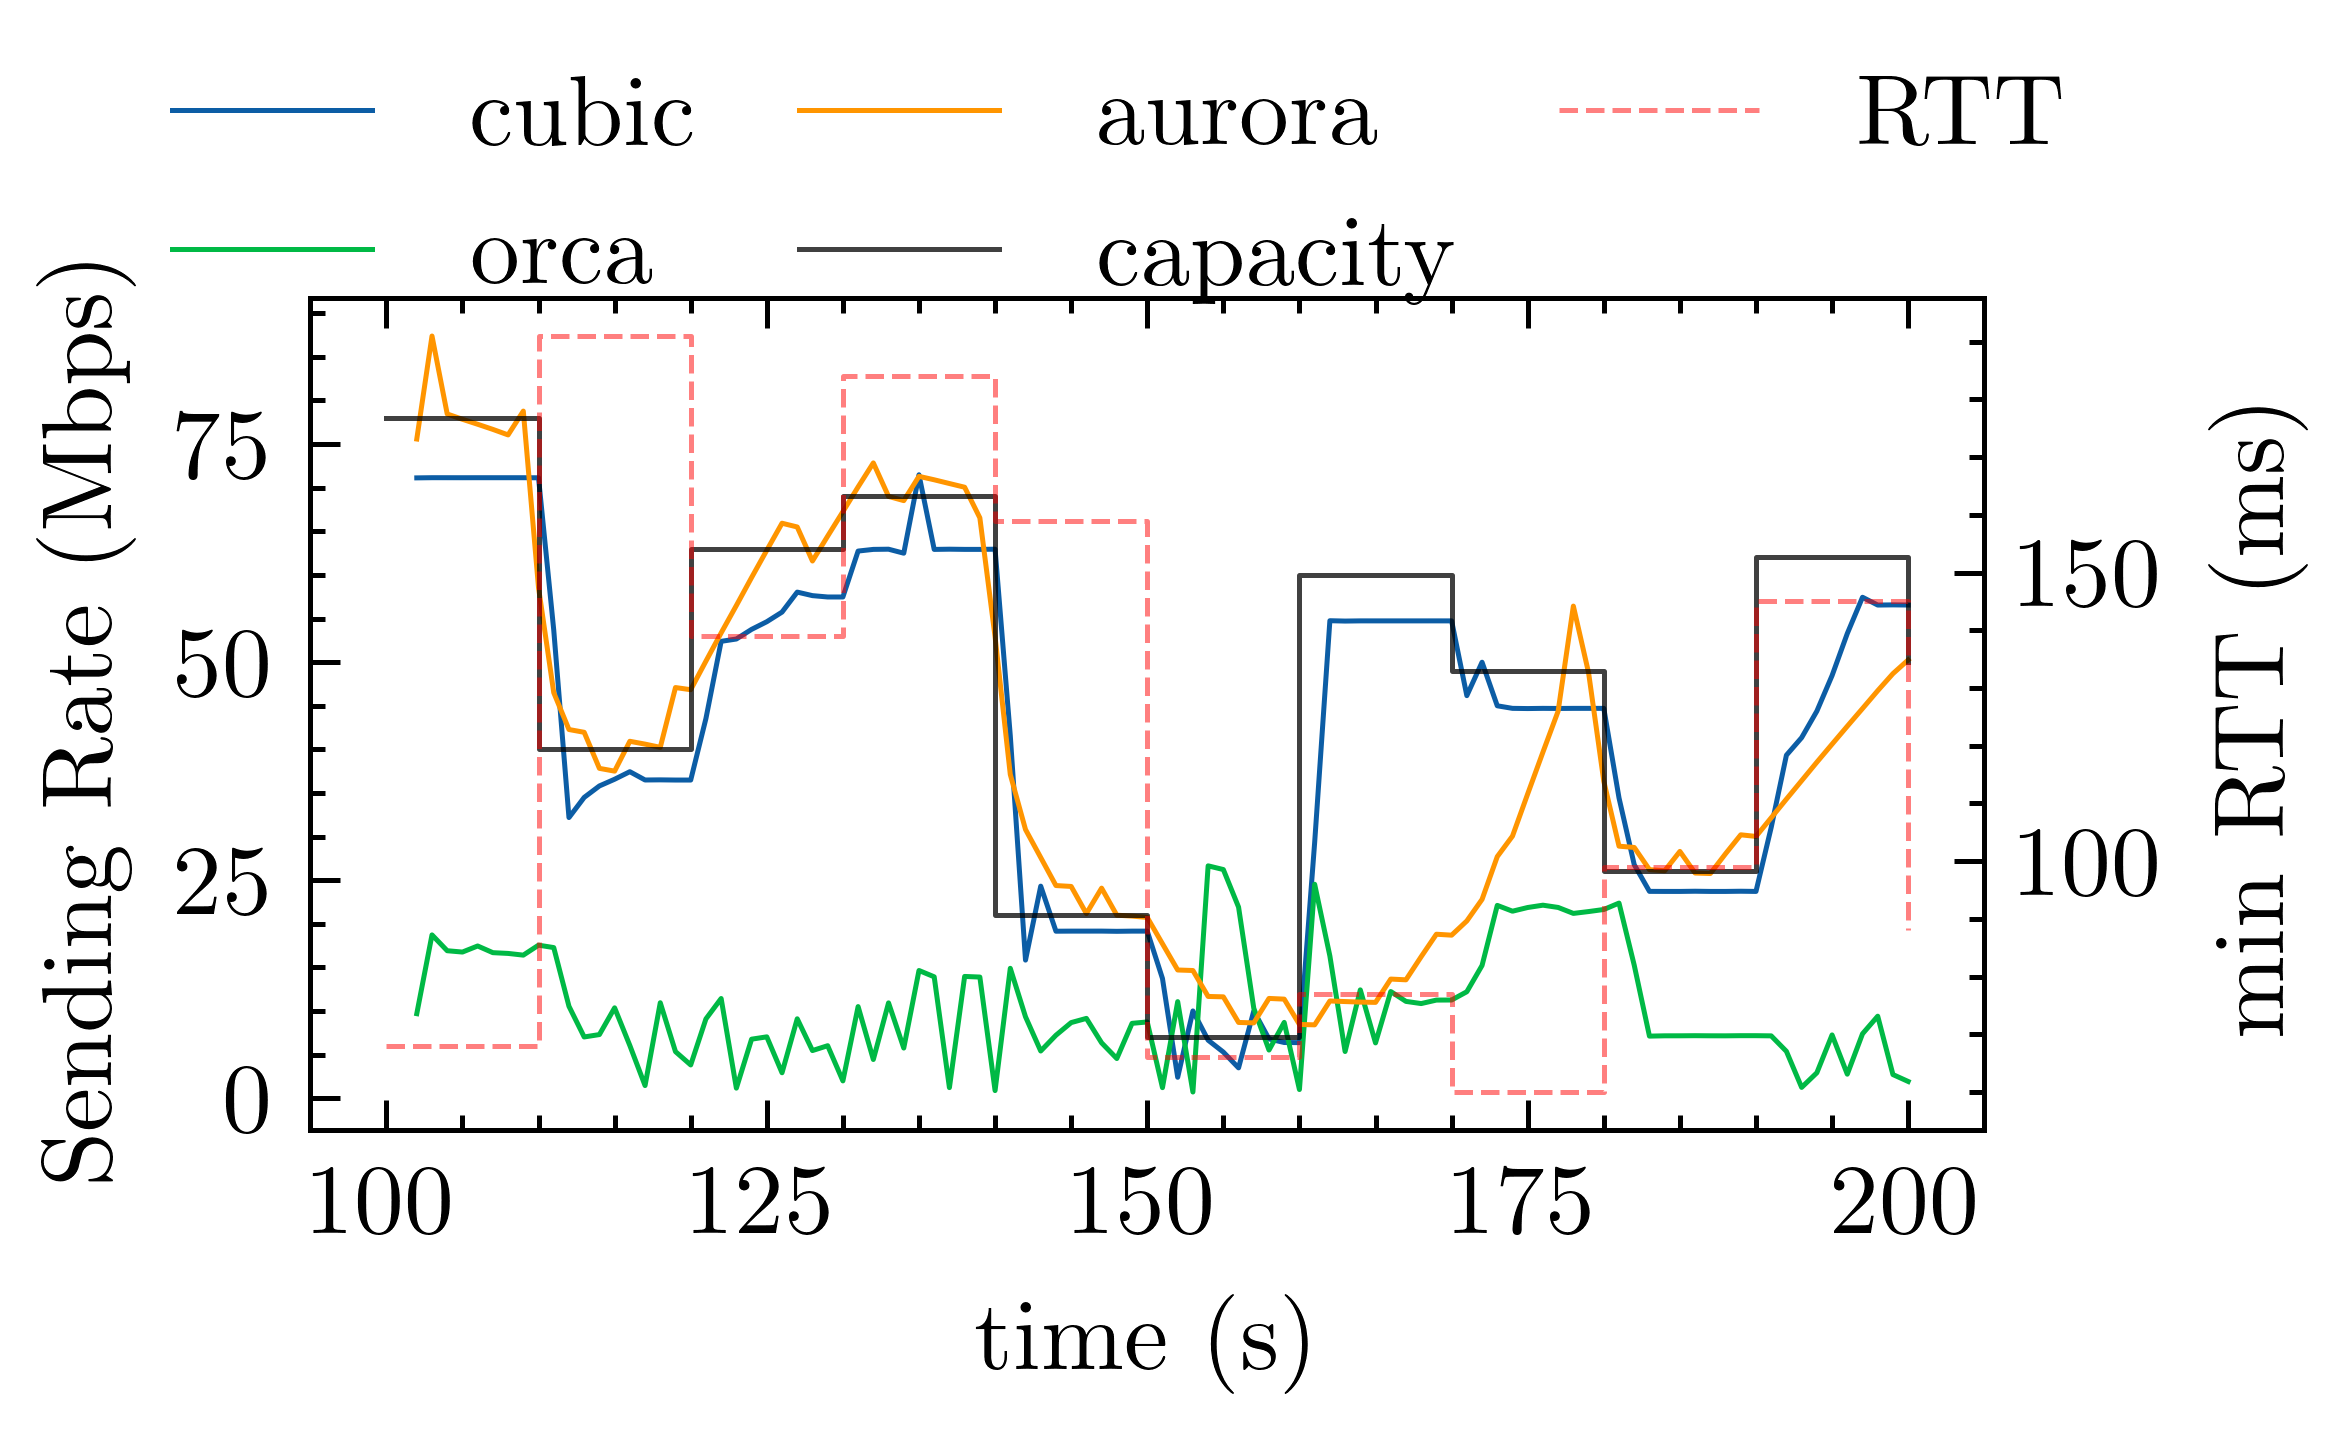 cubic
aurora
RTT
orca
capacity
Sending Rate (Mbps)
75
50
25
0
150
100
min RTT (ms)
100
125
150
175
200
time (s)